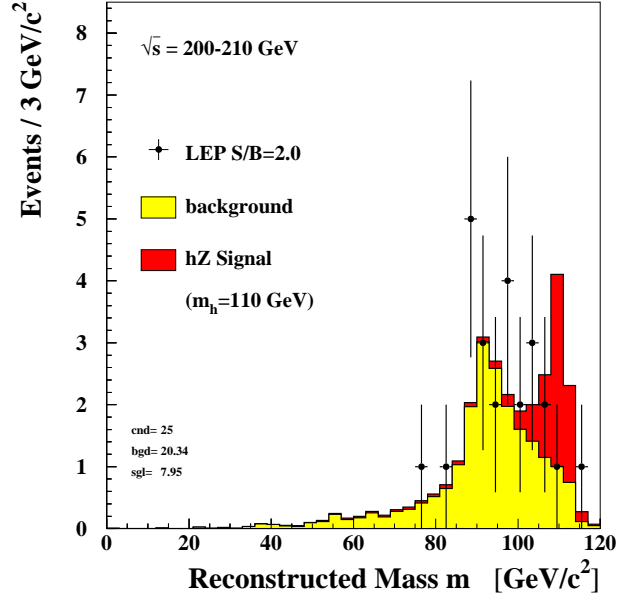 Events / 3 GeV/c²
8
7
6
5
4
3
2
1
0
√s = 200-210 GeV
LEP S/B=2.0
background
hZ Signal
(mₕ=110 GeV)
cnd= 25
bgd= 20.34
sgl= 7.95
0 20 40 60 80 100 120
Reconstructed Mass m [GeV/c²]